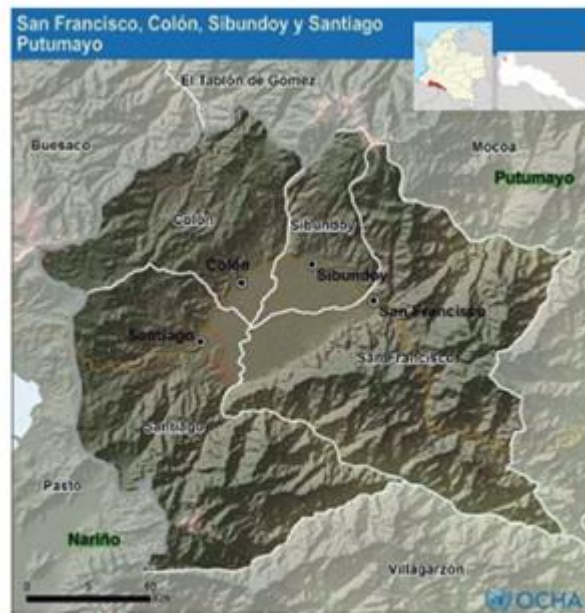 San Francisco, Colón, Sibundoy y Santiago
Putumayo
El Tablón de Gómez
Buesaco
Mocoa
Putumayo
Colón
Sibundoy
Colón
Sibundoy
San Francisco
Santiago
San Francisco
Santiago
Pasto
Nariño
Villagarzón
0 5 10
Km
OCHA